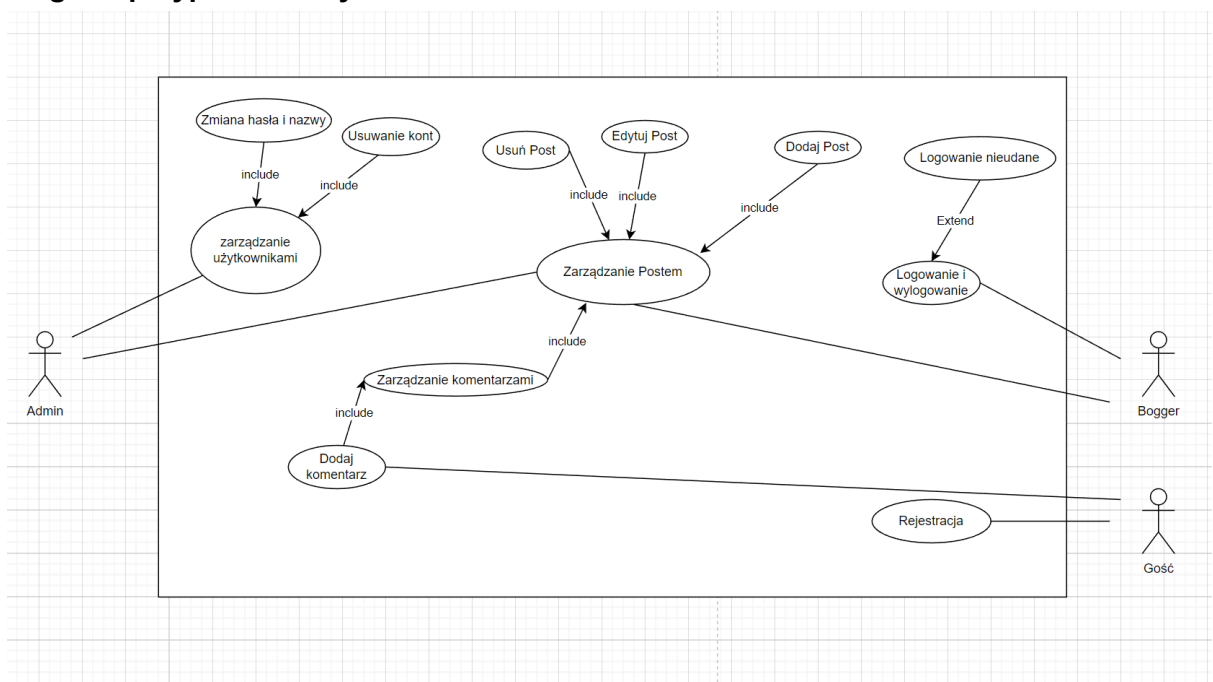 Zmiana hasła i nazwy
Usuwanie kont
Usuń Post
Edytuj Post
Dodaj Post
Logowanie nieudane
include
include
include
include
include
Extend
zarządzanie
użytkownikami
Zarządzanie Postem
Logowanie i
wylogowanie
include
Zarządzanie komentarzami
include
Admin
Bogger
Dodaj
komentarz
Rejestracja
Gość